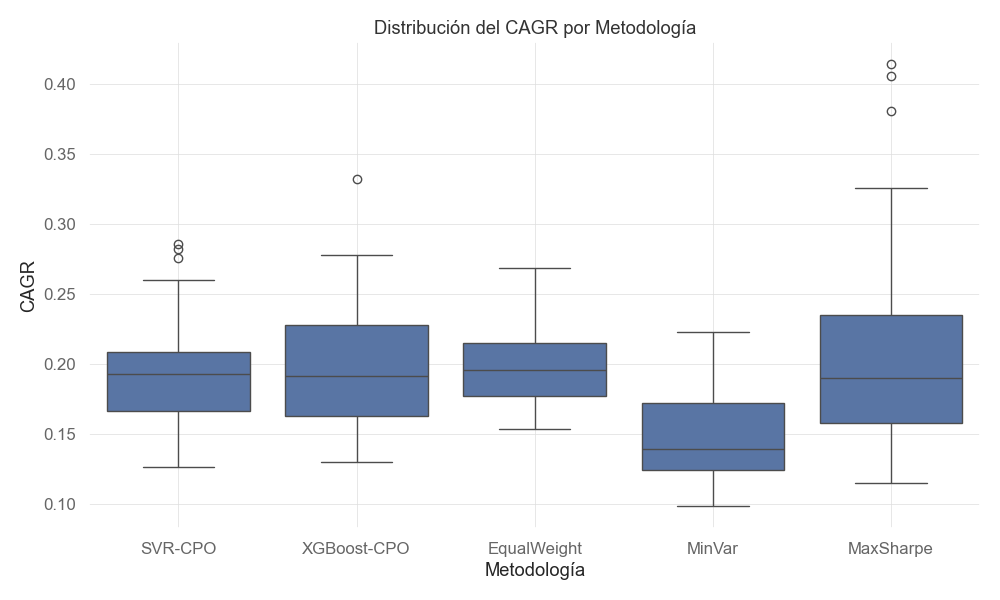 Distribución del CAGR por Metodología
CAGR
0.40
0.35
0.30
0.25
0.20
0.15
0.10
SVR-CPO
XGBoost-CPO
EqualWeight
MinVar
MaxSharpe
Metodología